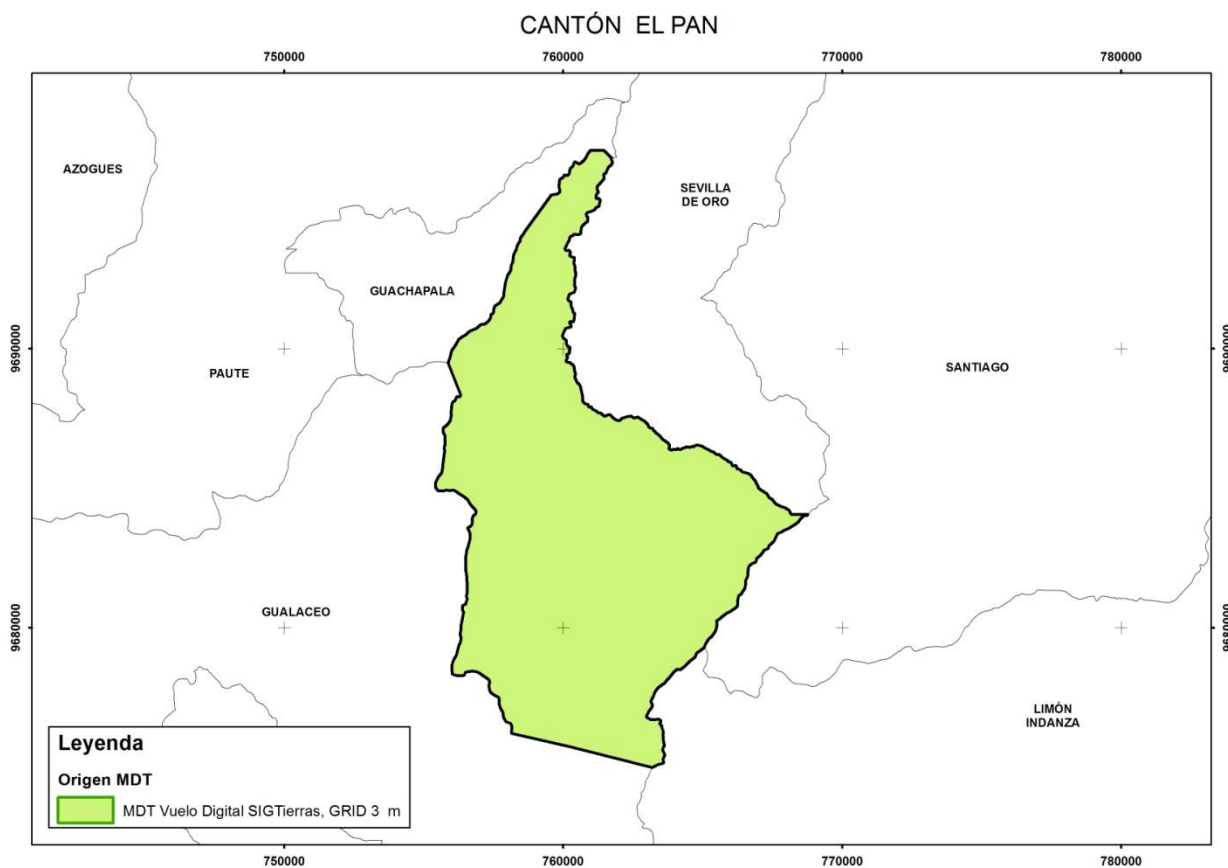 CANTÓN EL PAN
750000 760000 770000 780000
AZOGUES
SEVILLA
DE ORO
GUACHAPALA
9690000 9690000
PAUTE
SANTIAGO
GUALACEO
9680000 9680000
LIMÓN
INDANZA
Leyenda
Origen MDT
MDT Vuelo Digital SIGTierras, GRID 3 m
750000 760000 770000 780000